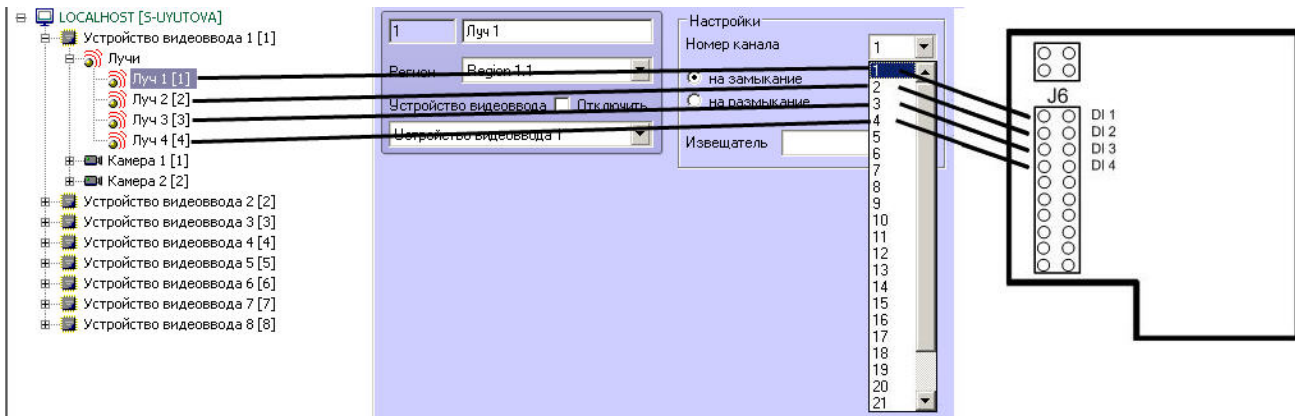 LOCALHOST [S-UYUTOVA]
Устройство видеоввода 1 [1]
Лучи
Луч 1 [1]
Луч 2 [2]
Луч 3 [3]
Луч 4 [4]
Камера 1 [1]
Камера 2 [2]
Устройство видеоввода 2 [2]
Устройство видеоввода 3 [3]
Устройство видеоввода 4 [4]
Устройство видеоввода 5 [5]
Устройство видеоввода 6 [6]
Устройство видеоввода 7 [7]
Устройство видеоввода 8 [8]
1
Луч 1
Регион
Region 1.1
Устройство видеоввода
Отключить
Устройство видеоввода 1
Настройки
Номер канала
1
на замыкание
на размыкание
Извещатель
1
2
3
4
5
6
7
8
9
10
11
12
13
14
15
16
17
18
19
20
21
J6
DI 1
DI 2
DI 3
DI 4